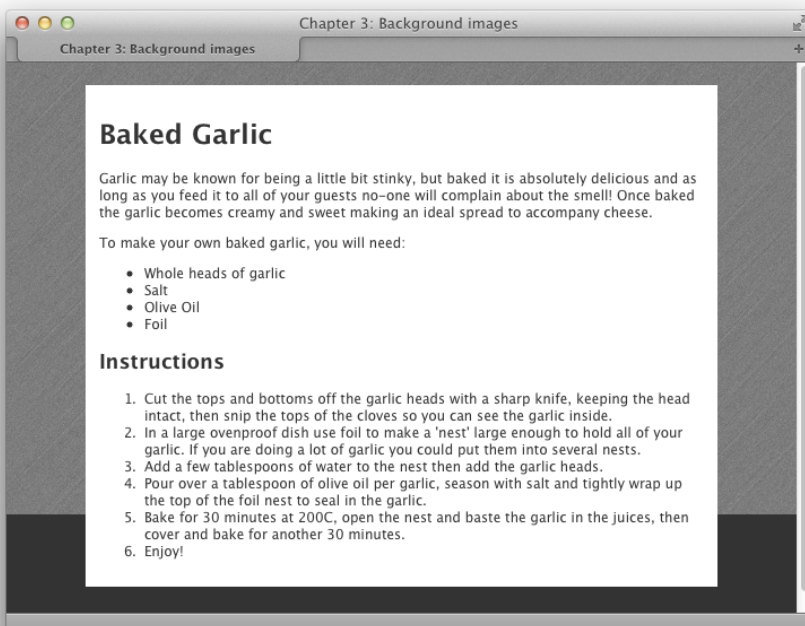 Chapter 3: Background images
Chapter 3: Background images
Baked Garlic
Garlic may be known for being a little bit stinky, but baked it is absolutely delicious and as
long as you feed it to all of your guests no-one will complain about the smell! Once baked
the garlic becomes creamy and sweet making an ideal spread to accompany cheese.
To make your own baked garlic, you will need:
• Whole heads of garlic
• Salt
• Olive Oil
• Foil
Instructions
1. Cut the tops and bottoms off the garlic heads with a sharp knife, keeping the head
intact, then snip the tops of the cloves so you can see the garlic inside.
2. In a large ovenproof dish use foil to make a 'nest' large enough to hold all of your
garlic. If you are doing a lot of garlic you could put them into several nests.
3. Add a few tablespoons of water to the nest then add the garlic heads.
4. Pour over a tablespoon of olive oil per garlic, season with salt and tightly wrap up
the top of the foil nest to seal in the garlic.
5. Bake for 30 minutes at 200C, open the nest and baste the garlic in the juices, then
cover and bake for another 30 minutes.
6. Enjoy!